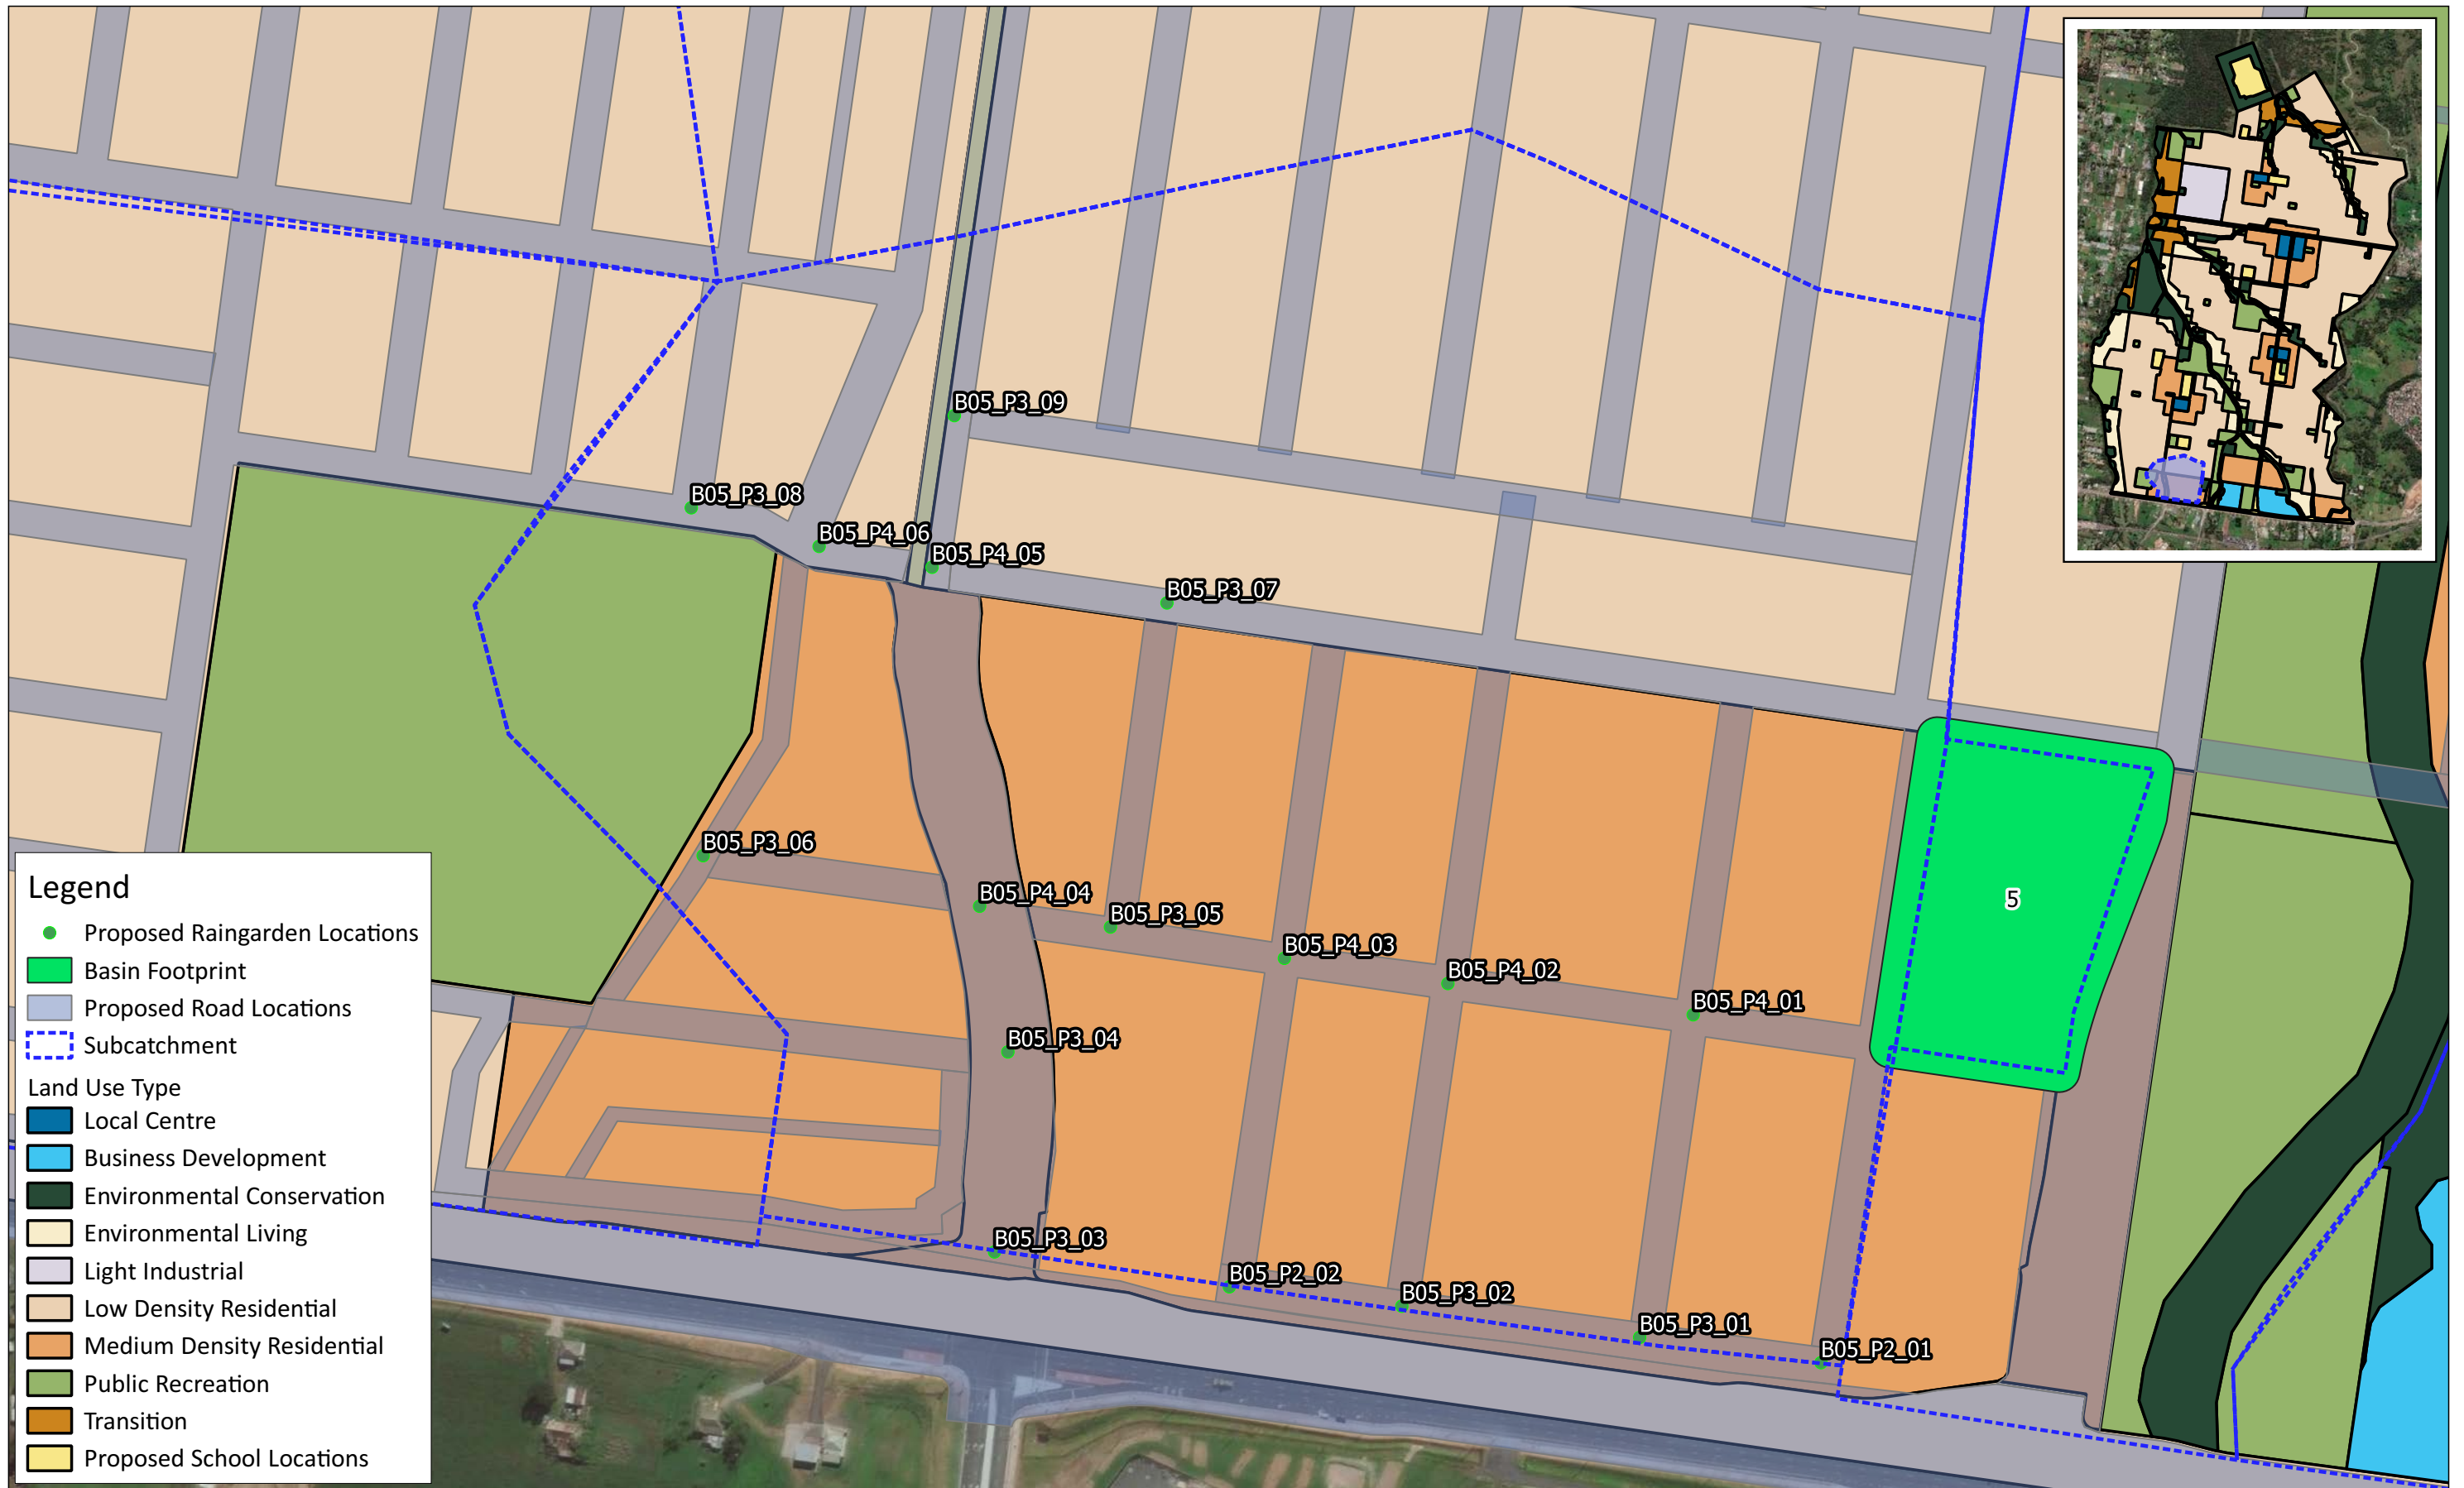 B05_P3_09
B05_P3_08
B05_P4_06
B05_P4_05
B05_P3_07
B05_P3_06
B05_P4_04
B05_P3_05
B05_P4_03
B05_P4_02
B05_P4_01
5
B05_P3_04
B05_P3_03
B05_P2_02
B05_P3_02
B05_P3_01
B05_P2_01
Legend
Proposed Raingarden Locations
Basin Footprint
Proposed Road Locations
Subcatchment
Land Use Type
Local Centre
Business Development
Environmental Conservation
Environmental Living
Light Industrial
Low Density Residential
Medium Density Residential
Public Recreation
Transition
Proposed School Locations